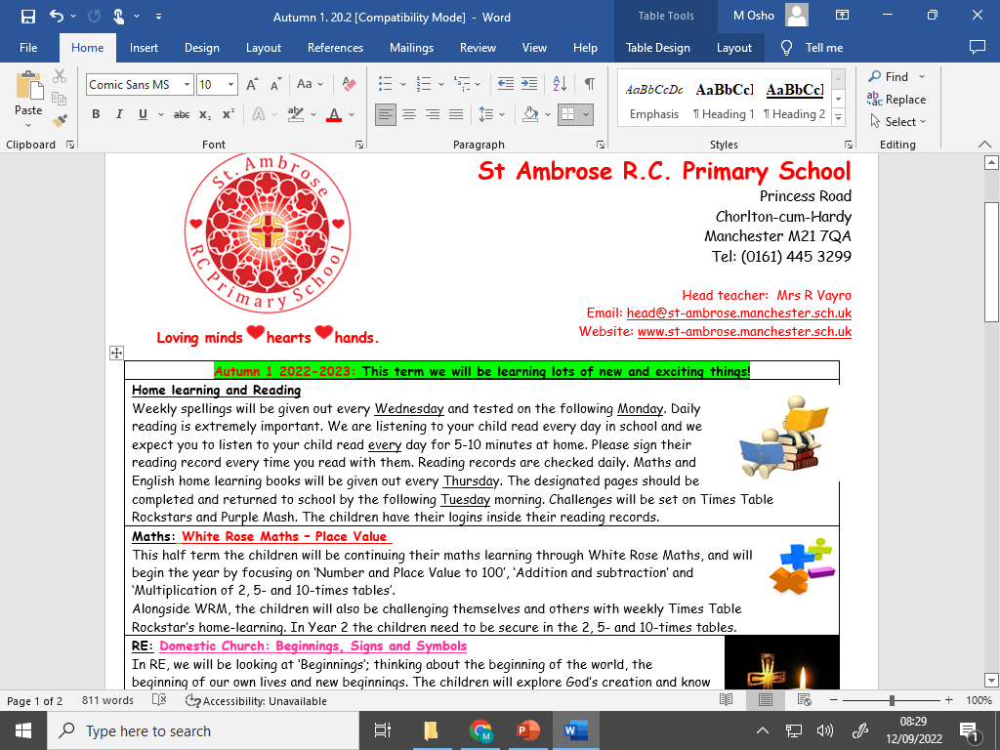 Autumn 1. 20.2 [Compatibility Mode] - Word
Table Tools
M Osho
File Home Insert Design Layout References Mailings Review View Help Table Design Layout Tell me
Paste
Comic Sans MS 10
Find
Replace
Select
AaBbCcDc AaBbCcI AaBbCcI
Emphasis ¶ Heading 1 ¶ Heading 2
Clipboard Font Paragraph Styles Editing
St. Ambrose
RC Primary School
Loving minds hearts hands.
St Ambrose R.C. Primary School
Princess Road
Chorlton-cum-Hardy
Manchester M21 7QA
Tel: (0161) 445 3299
Head teacher: Mrs R Vayro
Email: head@st-ambrose.manchester.sch.uk
Website: www.st-ambrose.manchester.sch.uk
Autumn 1 2022-2023: This term we will be learning lots of new and exciting things!
Home learning and Reading
Weekly spellings will be given out every Wednesday and tested on the following Monday. Daily
reading is extremely important. We are listening to your child read every day in school and we
expect you to listen to your child read every day for 5-10 minutes at home. Please sign their
reading record every time you read with them. Reading records are checked daily. Maths and
English home learning books will be given out every Thursday. The designated pages should be
completed and returned to school by the following Tuesday morning. Challenges will be set on Times Table
Rockstars and Purple Mash. The children have their logins inside their reading records.
Maths: White Rose Maths – Place Value
This half term the children will be continuing their maths learning through White Rose Maths, and will
begin the year by focusing on ‘Number and Place Value to 100’, ‘Addition and subtraction’ and
‘Multiplication of 2, 5- and 10-times tables’.
Alongside WRM, the children will also be challenging themselves and others with weekly Times Table
Rockstar’s home-learning. In Year 2 the children need to be secure in the 2, 5- and 10-times tables.
RE: Domestic Church: Beginnings, Signs and Symbols
In RE, we will be looking at ‘Beginnings’; thinking about the beginning of the world, the
beginning of our own lives and new beginnings. The children will explore God’s creation and know
Page 1 of 2 811 words Accessibility: Unavailable 100%
Type here to search
08:29
12/09/2022
1